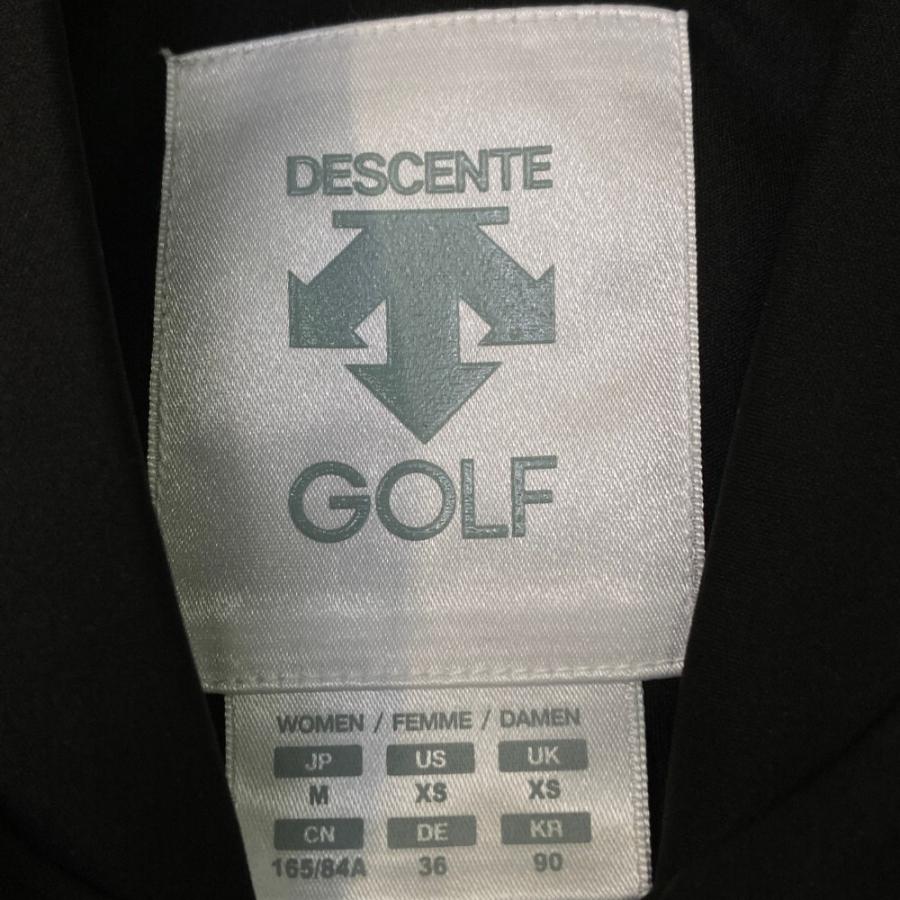 DESCENTE
GOLF
WOMEN / FEMME / DAMEN
JP US UK
M XS XS
CN DE KR
165/84A 36 90